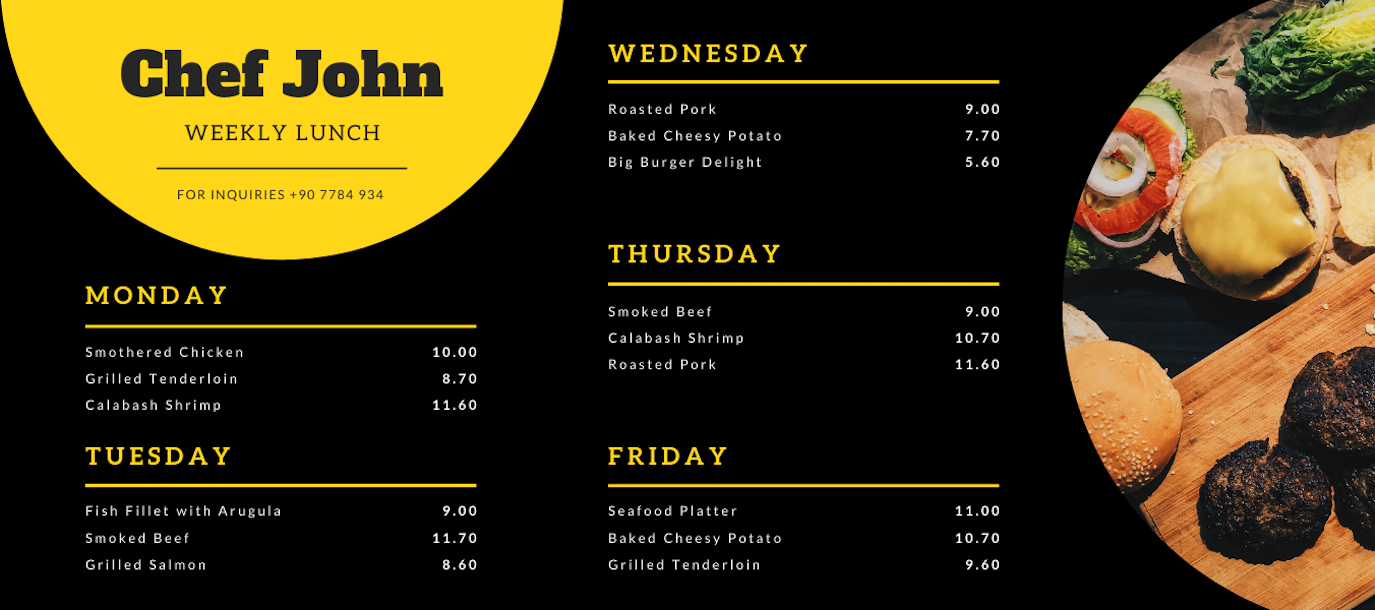 Chef John
WEEKLY LUNCH
FOR INQUIRIES +90 7784 934
MONDAY
Smothered Chicken 10.00
Grilled Tenderloin 8.70
Calabash Shrimp 11.60
TUESDAY
Fish Fillet with Arugula 9.00
Smoked Beef 11.70
Grilled Salmon 8.60
WEDNESDAY
Roasted Pork 9.00
Baked Cheesy Potato 7.70
Big Burger Delight 5.60
THURSDAY
Smoked Beef 9.00
Calabash Shrimp 10.70
Roasted Pork 11.60
FRIDAY
Seafood Platter 11.00
Baked Cheesy Potato 10.70
Grilled Tenderloin 9.60